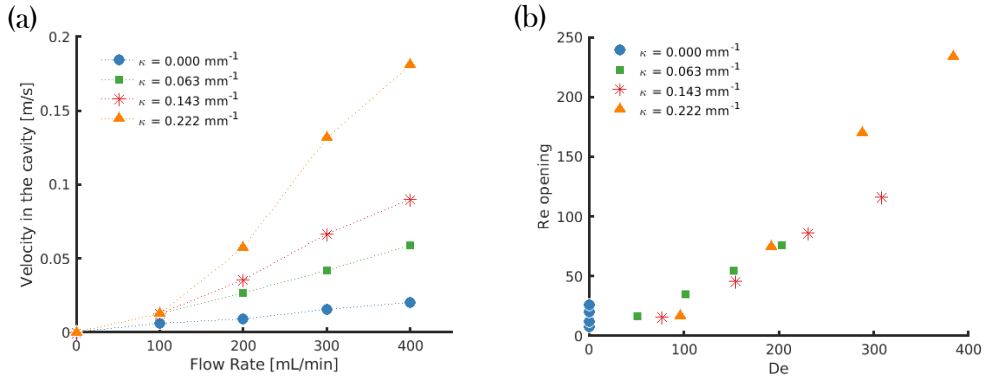 (a)
0.2
0.15
0.1
0.05
0
Velocity in the cavity [m/s]
κ = 0.000 mm⁻¹
κ = 0.063 mm⁻¹
κ = 0.143 mm⁻¹
κ = 0.222 mm⁻¹
0 100 200 300 400
Flow Rate [mL/min]
(b)
250
200
150
100
50
0
Re opening
κ = 0.000 mm⁻¹
κ = 0.063 mm⁻¹
κ = 0.143 mm⁻¹
κ = 0.222 mm⁻¹
0 100 200 300 400
De